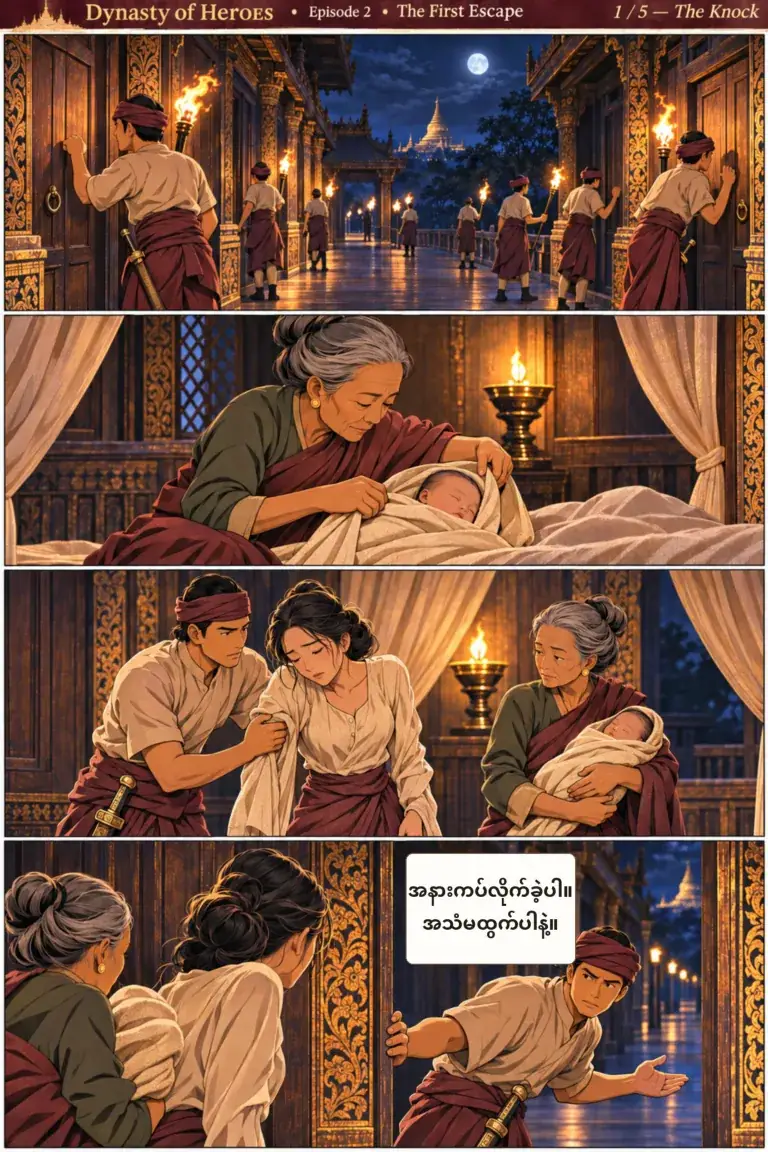 Dynasty of Heroes • Episode 2 • The First Escape 1 / 5 — The Knock
အနားကပ်လိုက်ခဲ့ပါ။
အသံမထွက်ပါနဲ့။